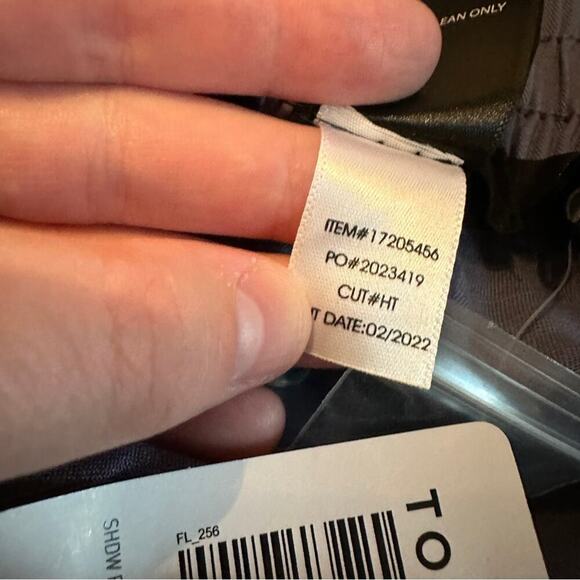 EAN ONLY
ITEM#17205456
PO#2023419
CUT#HT
T DATE:02/2022
FL_256
TO
SHDW